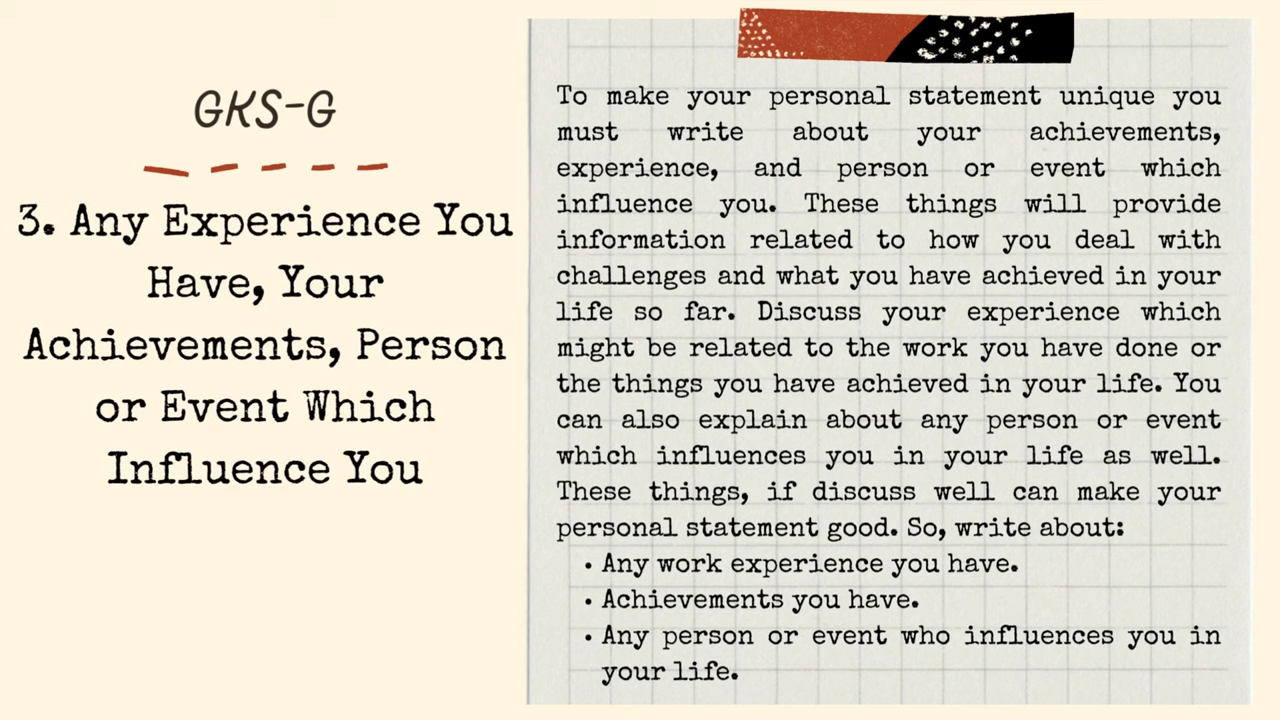 GKS-G
3. Any Experience You
Have, Your
Achievements, Person
or Event Which
Influence You
To make your personal statement unique you
must write about your achievements,
experience, and person or event which
influence you. These things will provide
information related to how you deal with
challenges and what you have achieved in your
life so far. Discuss your experience which
might be related to the work you have done or
the things you have achieved in your life. You
can also explain about any person or event
which influences you in your life as well.
These things, if discuss well can make your
personal statement good. So, write about:
• Any work experience you have.
• Achievements you have.
• Any person or event who influences you in
your life.